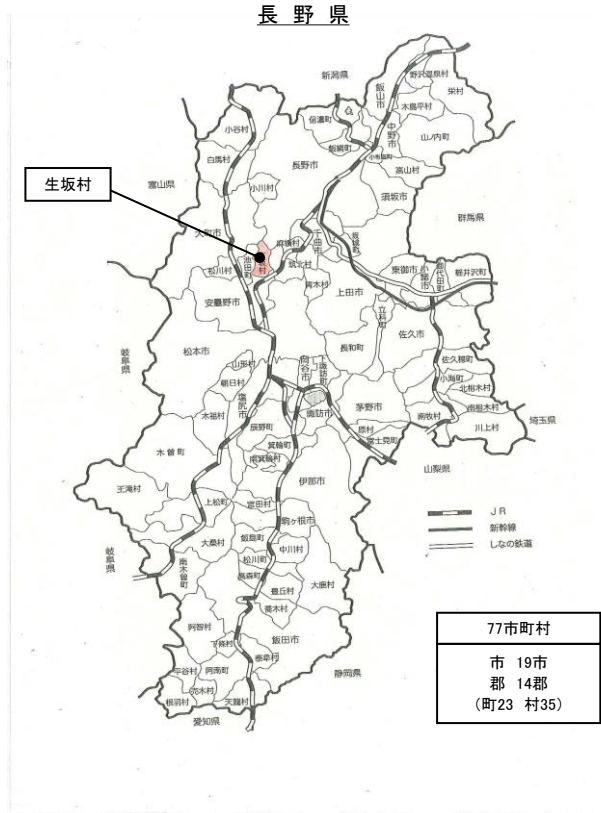 長 野 県
新潟県
野沢温泉村
栄村
飯山市
信濃町
木島平村
小谷村
中野市
飯綱町
山ノ内町
小布施町
白馬村
長野市
高山村
富山県
生坂村
小川村
須坂市
群馬県
大町市
千曲市
坂城町
麻績村
池田町
坂村
筑北村
東御市
小諸市
御代田町
軽井沢町
松川村
青木村
上田市
安曇野市
立科町
佐久市
長和町
松本市
岡谷市
下諏訪町
佐久穂町
岐阜県
山形村
小海町
朝日村
北相木村
塩尻市
茅野市
諏訪市
南相木村
木祖村
南牧村
川上村
埼玉県
辰野町
原村
富士見町
木曽町
箕輪町
南箕輪村
山梨県
伊那市
王滝村
上松町
宮田村
駒ヶ根市
JR
新幹線
しなの鉄道
大桑村
飯島町
中川村
岐阜県
南木曽町
松川町
高森町
大鹿村
豊丘村
喬木村
阿智村
飯田市
下條村
泰阜村
平谷村
阿南町
静岡県
売木村
根羽村
天龍村
愛知県
77市町村
市 19市
郡 14郡
(町23 村35)